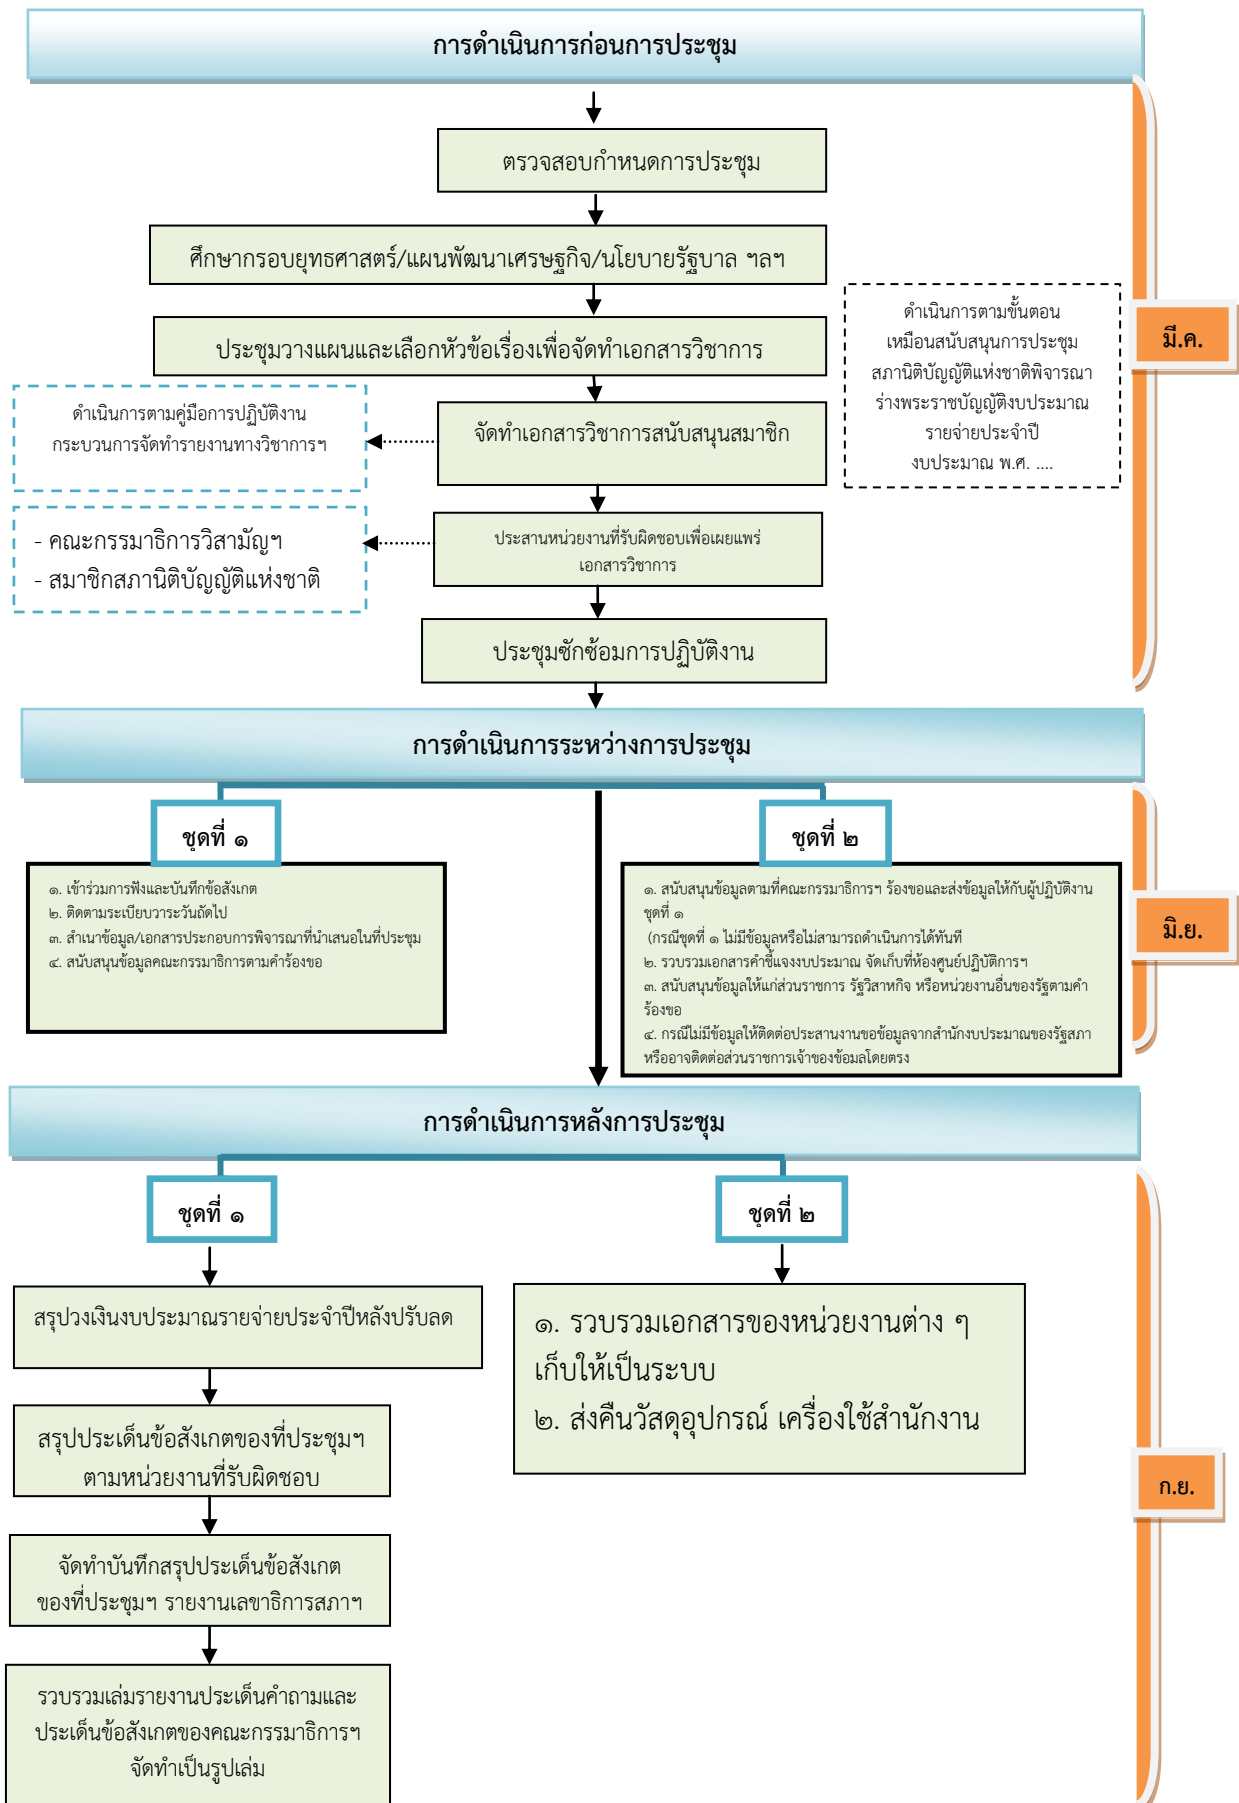 การดำเนินการก่อนการประชุม
ตรวจสอบกำหนดการประชุม
ศึกษากรอบยุทธศาสตร์/แผนพัฒนาเศรษฐกิจ/นโยบายรัฐบาล ฯลฯ
ประชุมวางแผนและเลือกหัวข้อเรื่องเพื่อจัดทำเอกสารวิชาการ
ดำเนินการตามขั้นตอน
เหมือนสนับสนุนการประชุม
สภานิติบัญญัติแห่งชาติพิจารณา
ร่างพระราชบัญญัติงบประมาณ
รายจ่ายประจำปี
งบประมาณ พ.ศ. ....
มี.ค.
ดำเนินการตามคู่มือการปฏิบัติงาน
กระบวนการจัดทำรายงานทางวิชาการฯ
จัดทำเอกสารวิชาการสนับสนุนสมาชิก
- คณะกรรมาธิการวิสามัญฯ
- สมาชิกสภานิติบัญญัติแห่งชาติ
ประสานหน่วยงานที่รับผิดชอบเพื่อเผยแพร่
เอกสารวิชาการ
ประชุมซักซ้อมการปฏิบัติงาน
การดำเนินการระหว่างการประชุม
ชุดที่ ๑
๑. เข้าร่วมการฟังและบันทึกข้อสังเกต
๒. ติดตามระเบียบวาระวันถัดไป
๓. สำเนาข้อมูล/เอกสารประกอบการพิจารณาที่นำเสนอในที่ประชุม
๔. สนับสนุนข้อมูลคณะกรรมาธิการตามคำร้องขอ
ชุดที่ ๒
๑. สนับสนุนข้อมูลตามที่คณะกรรมาธิการฯ ร้องขอและส่งข้อมูลให้กับผู้ปฏิบัติงาน
ชุดที่ ๑
(กรณีชุดที่ ๑ ไม่มีข้อมูลหรือไม่สามารถดำเนินการได้ทันที
๒. รวบรวมเอกสารคำชี้แจงงบประมาณ จัดเก็บที่ห้องศูนย์ปฏิบัติการฯ
๓. สนับสนุนข้อมูลให้แก่ส่วนราชการ รัฐวิสาหกิจ หรือหน่วยงานอื่นของรัฐตามคำ
ร้องขอ
๔. กรณีไม่มีข้อมูลให้ติดต่อประสานงานขอข้อมูลจากสำนักงบประมาณของรัฐสภา
หรืออาจติดต่อส่วนราชการเจ้าของข้อมูลโดยตรง
มิ.ย.
การดำเนินการหลังการประชุม
ชุดที่ ๑
สรุปวงเงินงบประมาณรายจ่ายประจำปีหลังปรับลด
สรุปประเด็นข้อสังเกตของที่ประชุมฯ
ตามหน่วยงานที่รับผิดชอบ
จัดทำบันทึกสรุปประเด็นข้อสังเกต
ของที่ประชุมฯ รายงานเลขาธิการสภาฯ
รวบรวมเล่มรายงานประเด็นคำถามและ
ประเด็นข้อสังเกตของคณะกรรมาธิการฯ
จัดทำเป็นรูปเล่ม
ชุดที่ ๒
๑. รวบรวมเอกสารของหน่วยงานต่าง ๆ
เก็บให้เป็นระบบ
๒. ส่งคืนวัสดุอุปกรณ์ เครื่องใช้สำนักงาน
ก.ย.